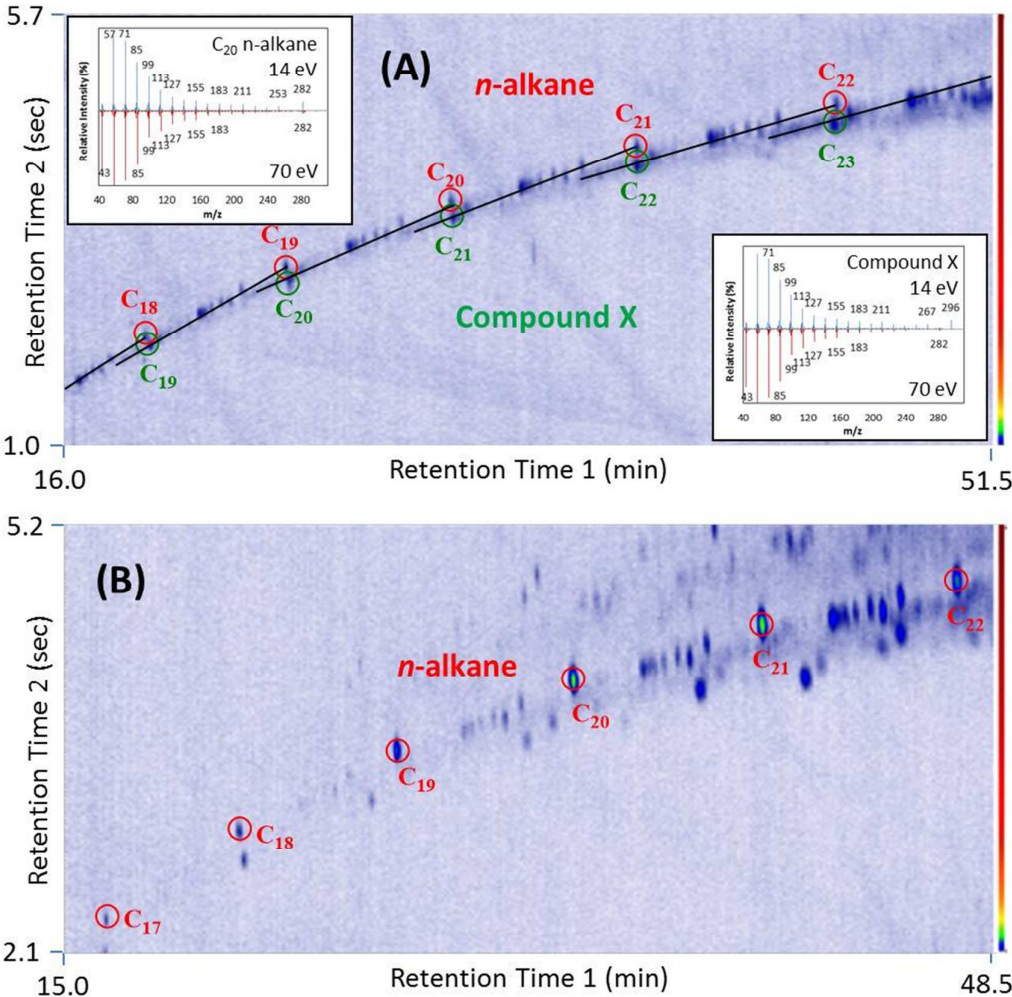 5.7
Retention Time 2 (sec)
1.0
16.0
Retention Time 1 (min)
51.5
(A)
n-alkane
Compound X
C18
C19
C20
C21
C22
C19
C20
C21
C22
C23
C20 n-alkane
14 eV
70 eV
Relative Intensity (%)
57 71
85
99
113
127 155 183 211 253 282
43
85
99
113
127 155 183 282
40 80 120 160 200 240 280
m/z
Compound X
14 eV
70 eV
Relative Intensity (%)
71
85
99
113
127 155 183 211 267 296
43
85
99
113
127 155 183 282
40 80 120 160 200 240 280
m/z
5.2
Retention Time 2 (sec)
2.1
15.0
Retention Time 1 (min)
48.5
(B)
n-alkane
C17
C18
C19
C20
C21
C22